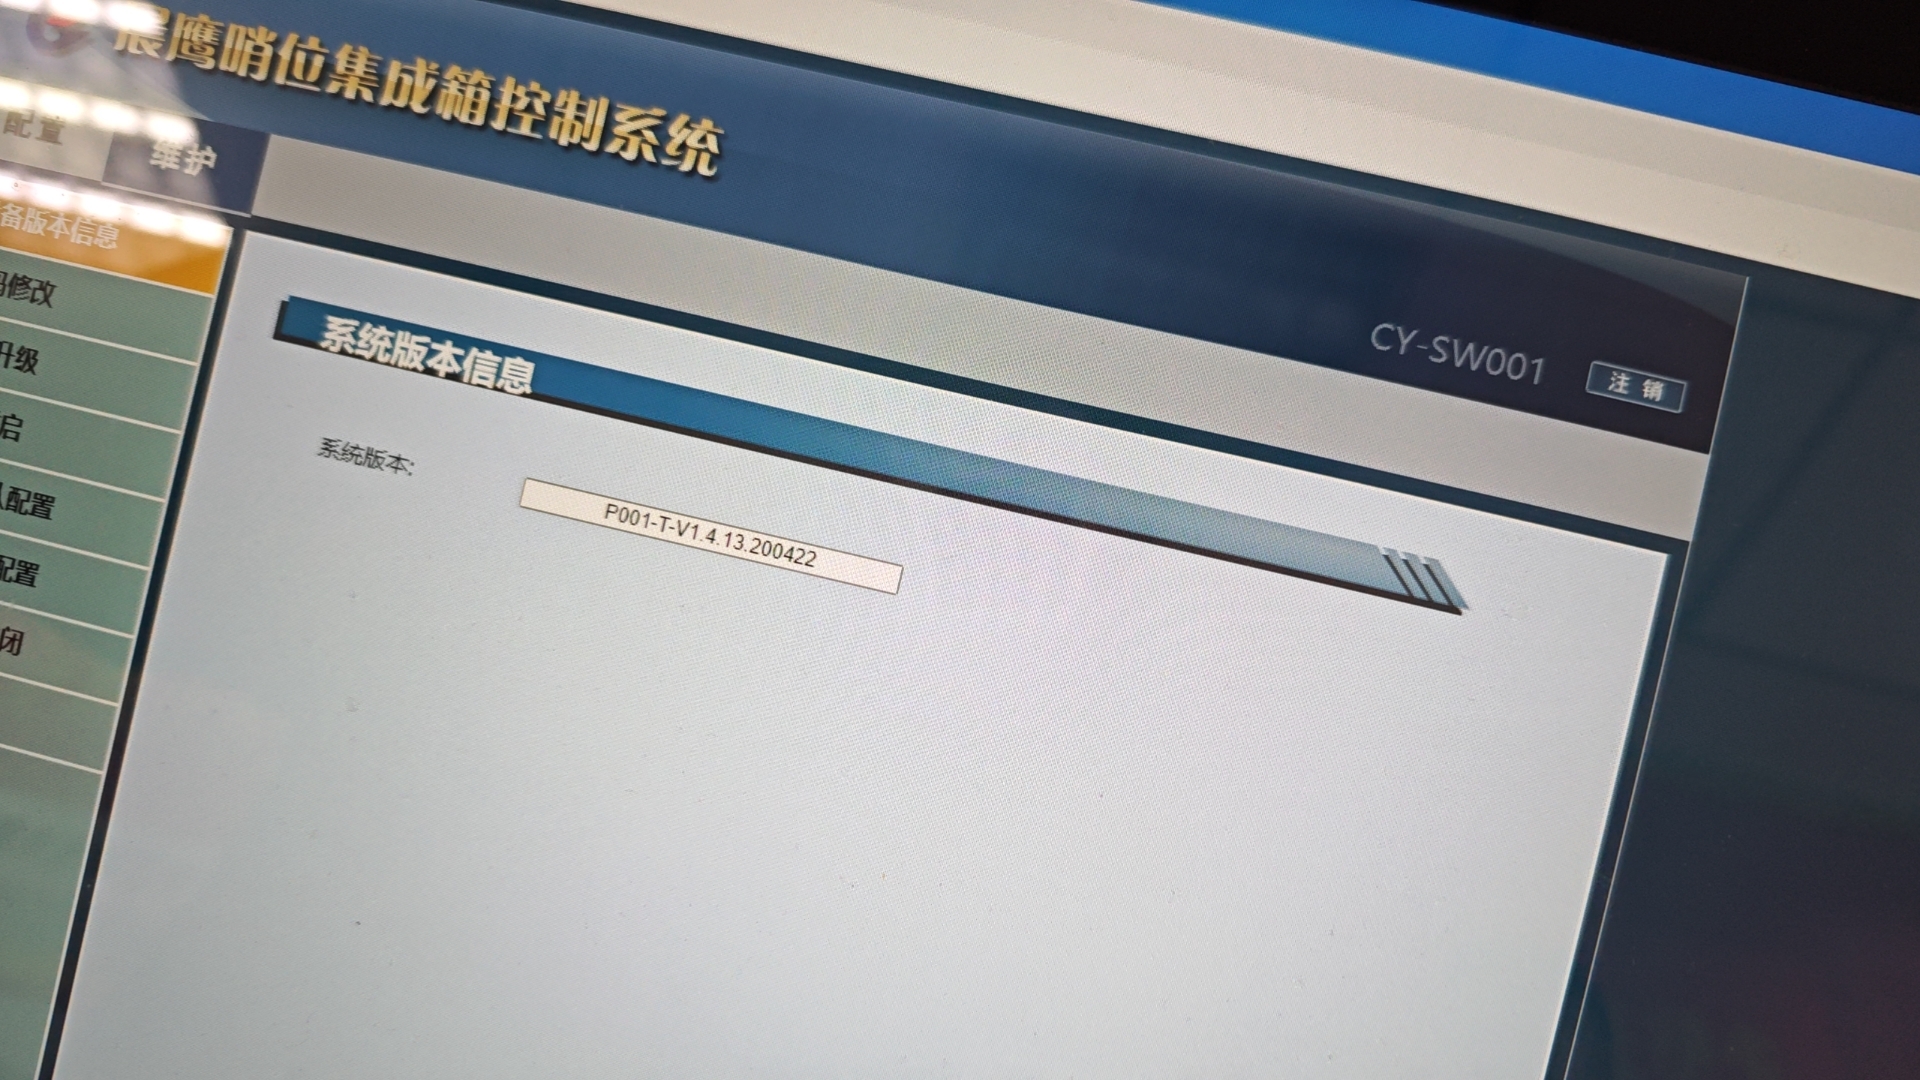 晨鹰哨位集成箱控制系统
配置
维护
CY-SW001
注 销
备版本信息
码修改
升级
启
认配置
配置
闭
系统版本信息
系统版本:
P001-T-V1.4.13.200422